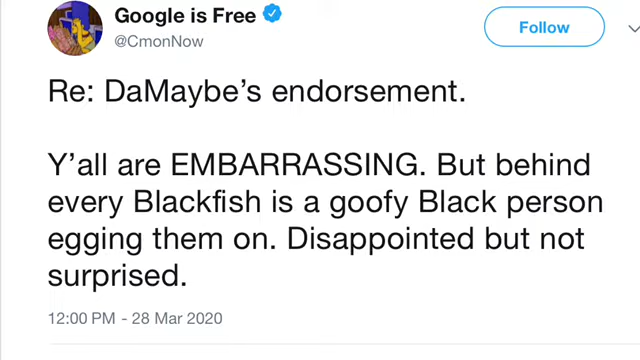 Google is Free
@CmonNow
Follow
Re: DaMaybe’s endorsement.
Y’all are EMBARRASSING. But behind
every Blackfish is a goofy Black person
egging them on. Disappointed but not
surprised.
12:00 PM - 28 Mar 2020